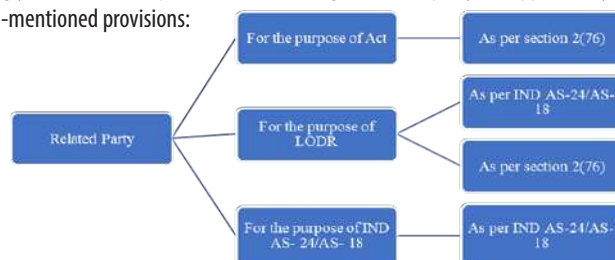 -mentioned provisions:
For the purpose of Act
As per section 2(76)
Related Party
For the purpose of
LODR
As per IND AS-24/AS-
18
As per section 2(76)
For the purpose of IND
AS- 24/AS- 18
As per IND AS-24/AS-
18